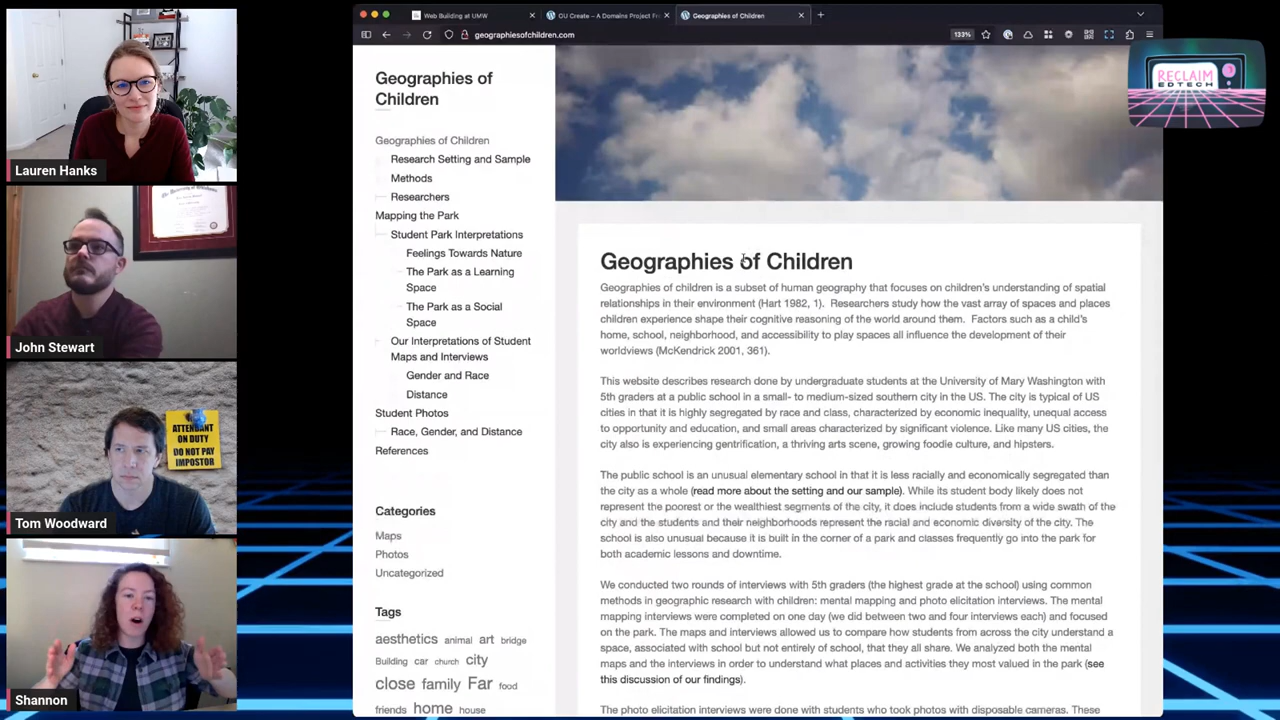 Lauren Hanks
John Stewart
ATTENDANT
ON DUTY
DO NOT PAY
IMPOSTOR
Tom Woodward
Shannon
Web Building at UMW
OU Create – A Domains Project Fr
Geographies of Children
geographiesofchildren.com
133%
RECLAIM
EDTECH
Geographies of
Children
Geographies of Children
Research Setting and Sample
Methods
Researchers
Mapping the Park
Student Park Interpretations
Feelings Towards Nature
The Park as a Learning
Space
The Park as a Social
Space
Our Interpretations of Student
Maps and Interviews
Gender and Race
Distance
Student Photos
Race, Gender, and Distance
References
Categories
Maps
Photos
Uncategorized
Tags
aesthetics animal art bridge
Building car church city
close family Far food
friends home house
Geographies of Children
Geographies of children is a subset of human geography that focuses on children's understanding of spatial
relationships in their environment (Hart 1982, 1). Researchers study how the vast array of spaces and places
children experience shape their cognitive reasoning of the world around them. Factors such as a child's
home, school, neighborhood, and accessibility to play spaces all influence the development of their
worldviews (McKendrick 2001, 361).
This website describes research done by undergraduate students at the University of Mary Washington with
5th graders at a public school in a small- to medium-sized southern city in the US. The city is typical of US
cities in that it is highly segregated by race and class, characterized by economic inequality, unequal access
to opportunity and education, and small areas characterized by significant violence. Like many US cities, the
city also is experiencing gentrification, a thriving arts scene, growing foodie culture, and hipsters.
The public school is an unusual elementary school in that it is less racially and economically segregated than
the city as a whole (read more about the setting and our sample). While its student body likely does not
represent the poorest or the wealthiest segments of the city, it does include students from a wide swath of the
city and the students and their neighborhoods represent the racial and economic diversity of the city. The
school is also unusual because it is built in the corner of a park and classes frequently go into the park for
both academic lessons and downtime.
We conducted two rounds of interviews with 5th graders (the highest grade at the school) using common
methods in geographic research with children: mental mapping and photo elicitation interviews. The mental
mapping interviews were completed on one day (we did between two and four interviews each) and focused
on the park. The maps and interviews allowed us to compare how students from across the city understand a
space, associated with school but not entirely of school, that they all share. We analyzed both the mental
maps and the interviews in order to understand what places and activities they most valued in the park (see
this discussion of our findings).
The photo elicitation interviews were done with students who took photos with disposable cameras. These